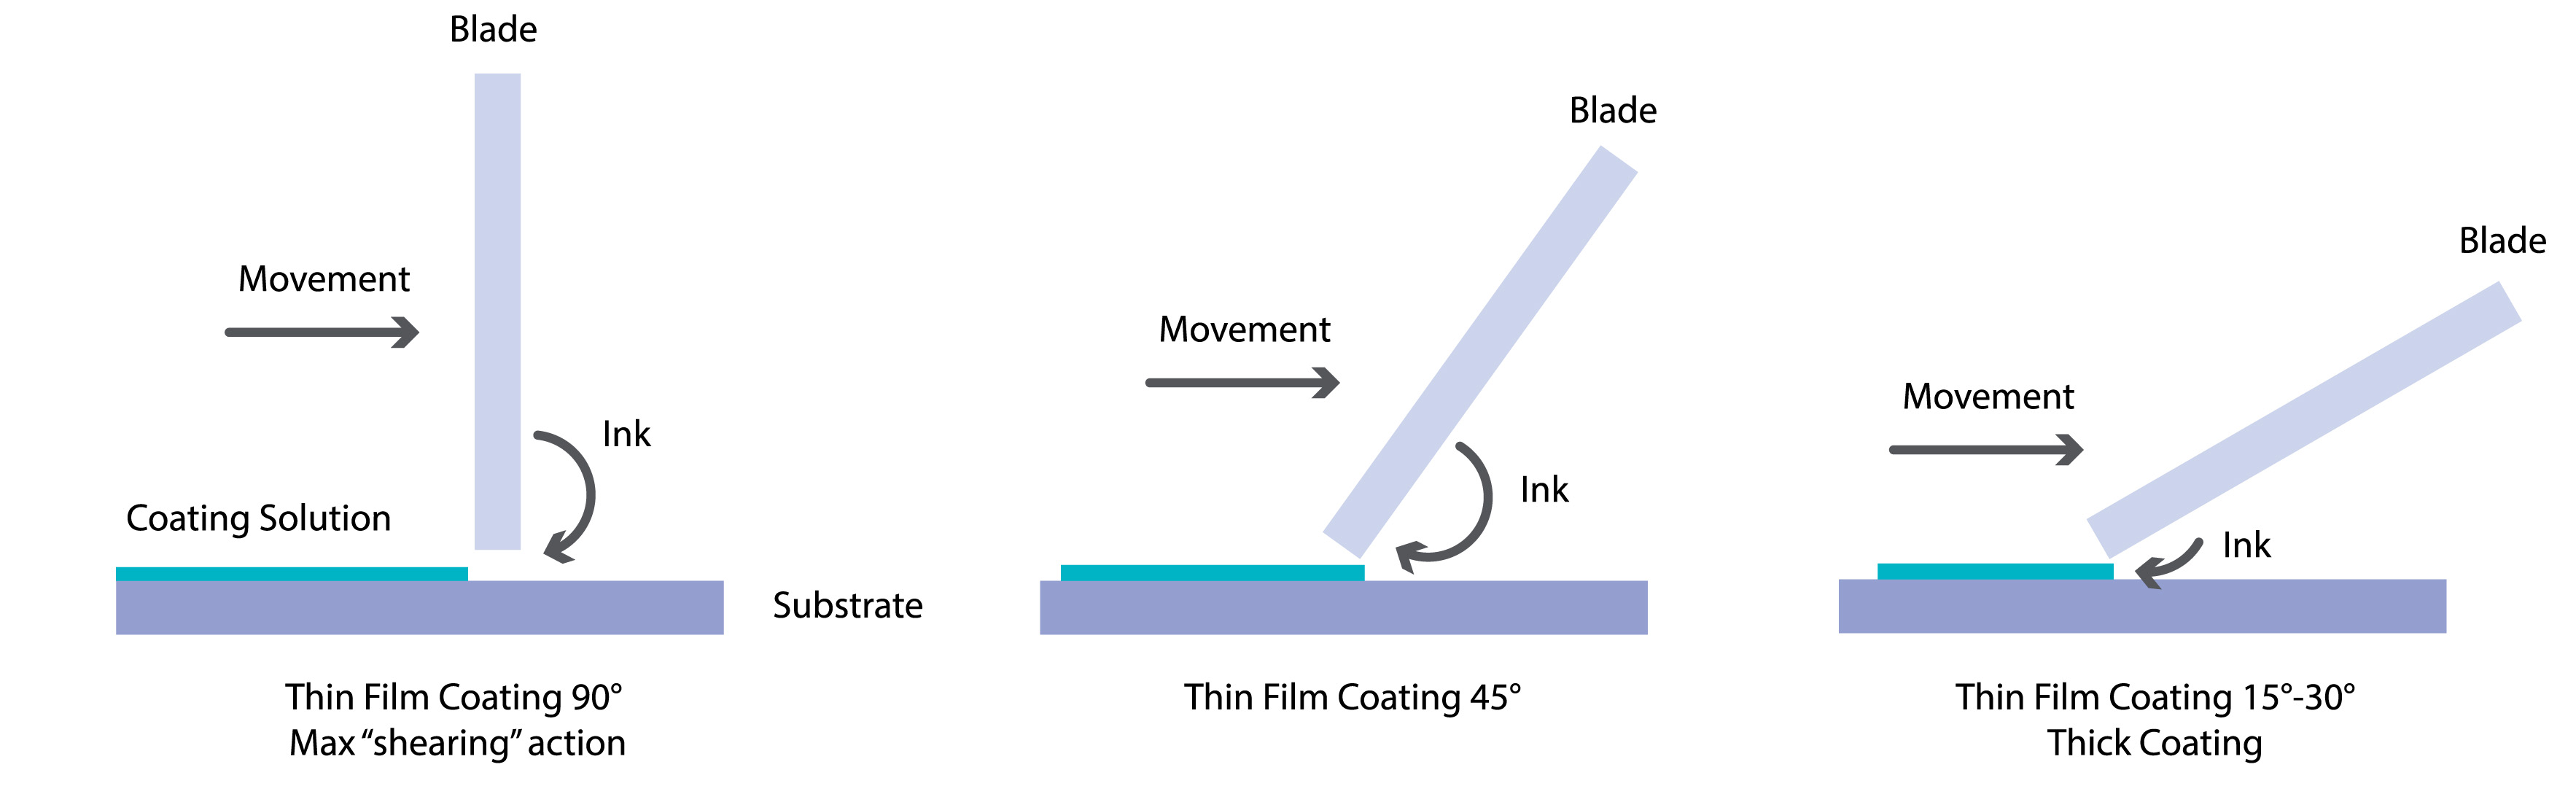 Blade
Movement
Ink
Coating Solution
Substrate
Thin Film Coating 90°
Max “shearing” action
Blade
Movement
Ink
Thin Film Coating 45°
Blade
Movement
Ink
Thin Film Coating 15°-30°
Thick Coating